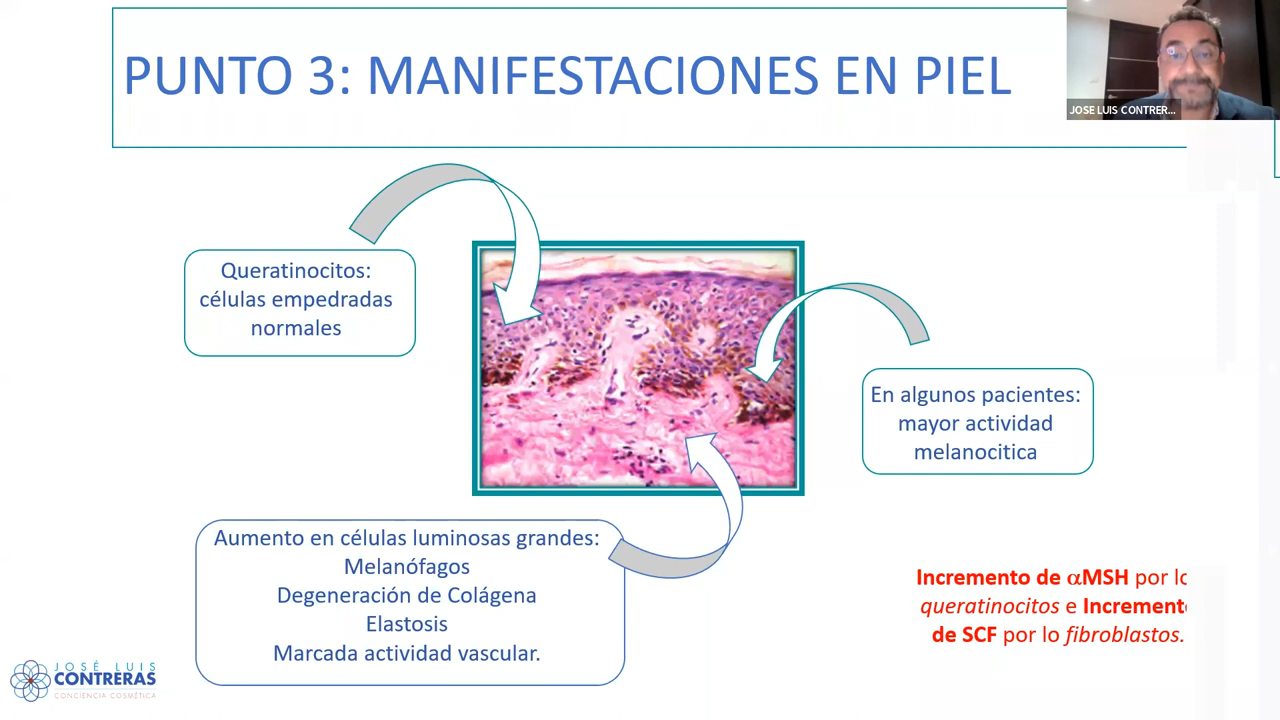 PUNTO 3: MANIFESTACIONES EN PIEL
JOSE LUIS CONTRER...
Queratinocitos:
células empedradas
normales
En algunos pacientes:
mayor actividad
melanocitica
Aumento en células luminosas grandes:
Melanófagos
Degeneración de Colágena
Elastosis
Marcada actividad vascular.
Incremento de αMSH por lo
queratinocitos e Incremento
de SCF por lo fibroblastos.
JOSÉ LUIS
CONTRERAS
CONCIENCIA COSMÉTICA